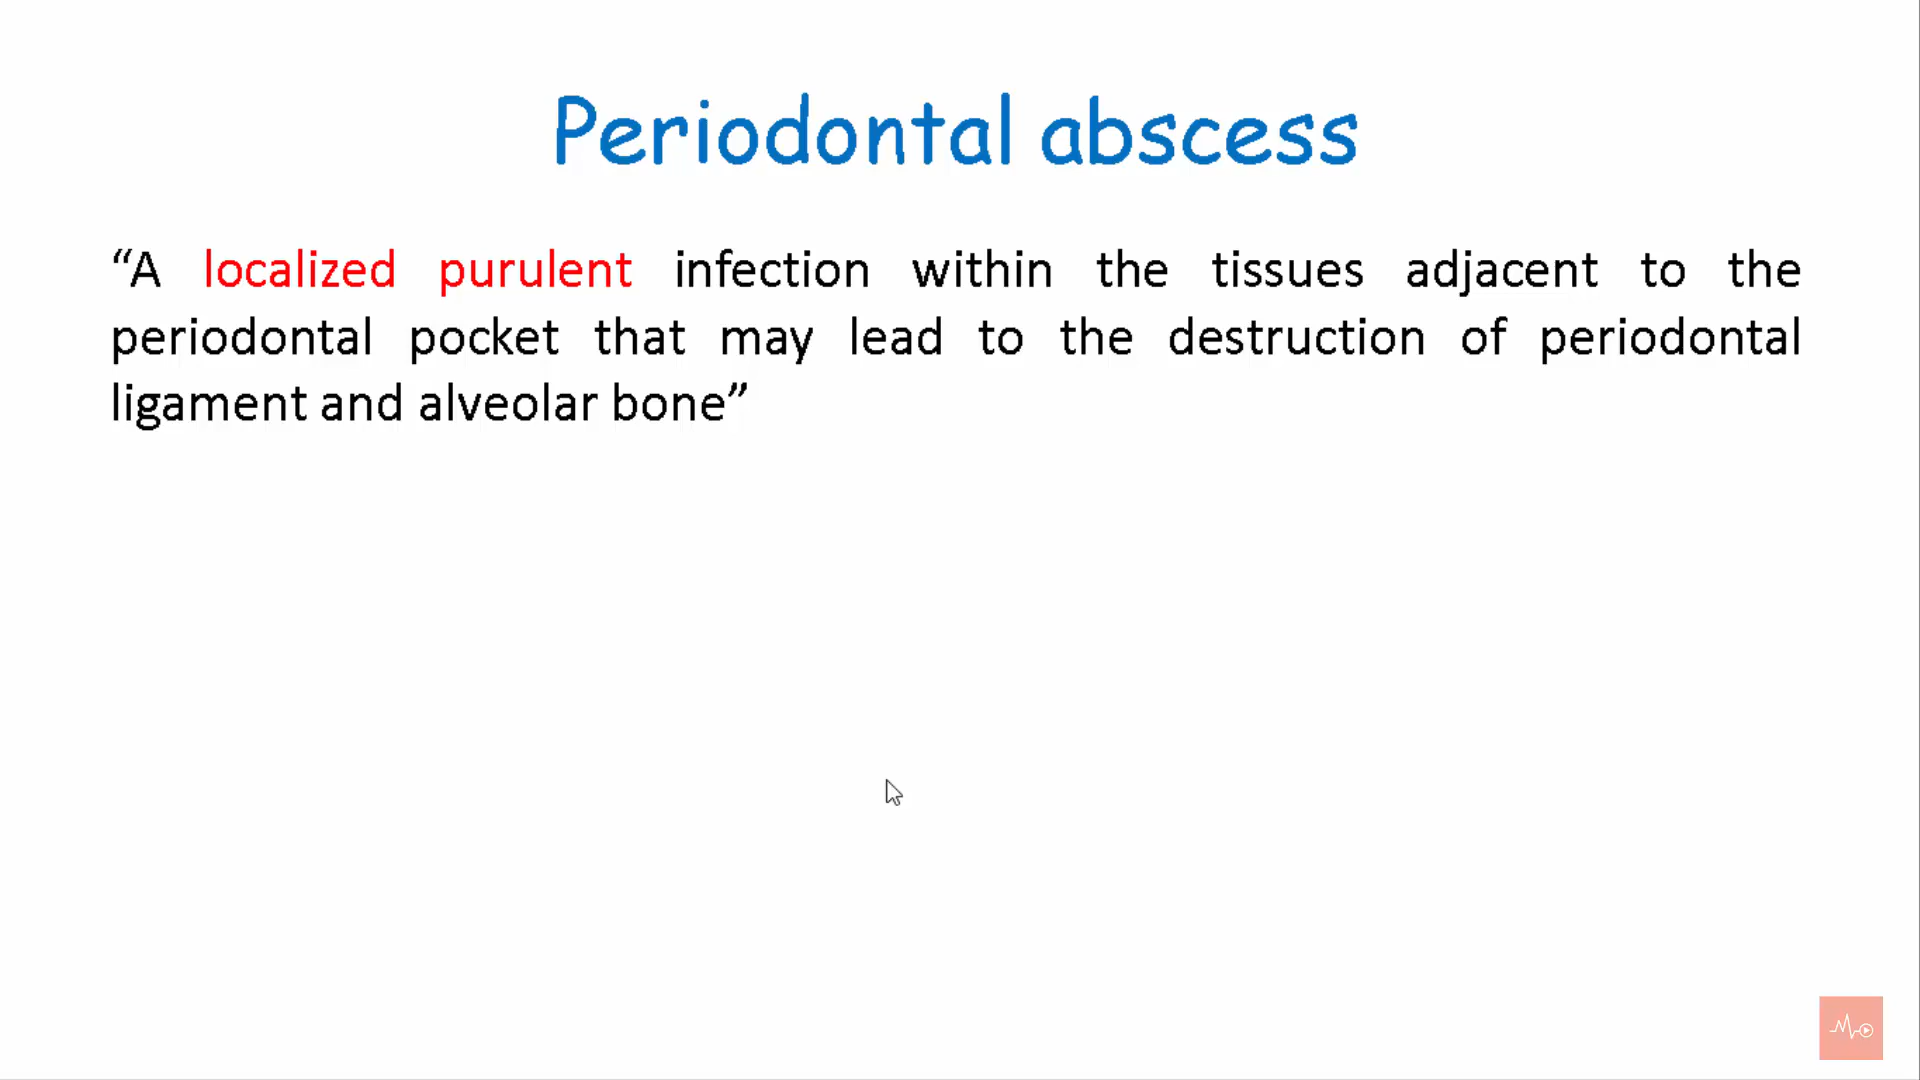 Periodontal abscess
“A localized purulent infection within the tissues adjacent to the
periodontal pocket that may lead to the destruction of periodontal
ligament and alveolar bone”